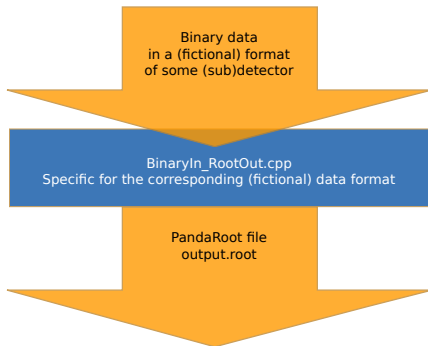 Binary data
in a (fictional) format
of some (sub)detector
BinaryIn_RootOut.cpp
Specific for the corresponding (fictional) data format
PandaRoot file
output.root